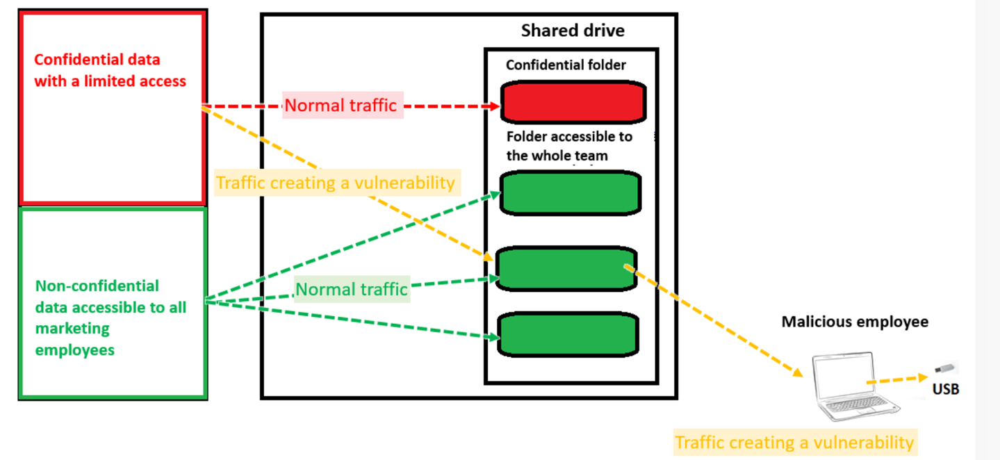 Shared drive
Confidential data
with a limited access
Confidential folder
Normal traffic
Folder accessible to
the whole team
Traffic creating a vulnerability
Non-confidential
data accessible to all
marketing
employees
Normal traffic
Malicious employee
USB
Traffic creating a vulnerability